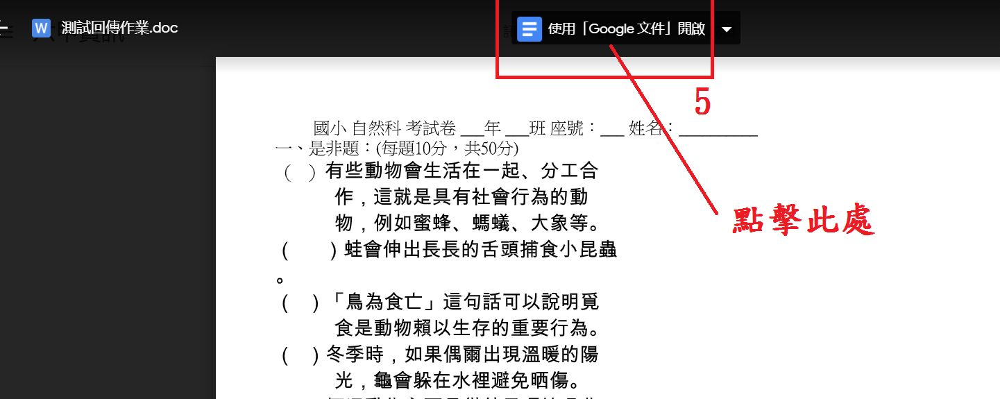 W 測試回傳作業.doc
使用「Google 文件」開啟
5
國小 自然科 考試卷 ___年 ___班 座號：___ 姓名：__________
一、是非題：(每題10分，共50分)
（　）有些動物會生活在一起、分工合
作，這就是具有社會行為的動
物，例如蜜蜂、螞蟻、大象等。
（　　）蛙會伸出長長的舌頭捕食小昆蟲
。
（　）「鳥為食亡」這句話可以說明覓
食是動物賴以生存的重要行為。
（　）冬季時，如果偶爾出現溫暖的陽
光，龜會躲在水裡避免晒傷。
點擊此處